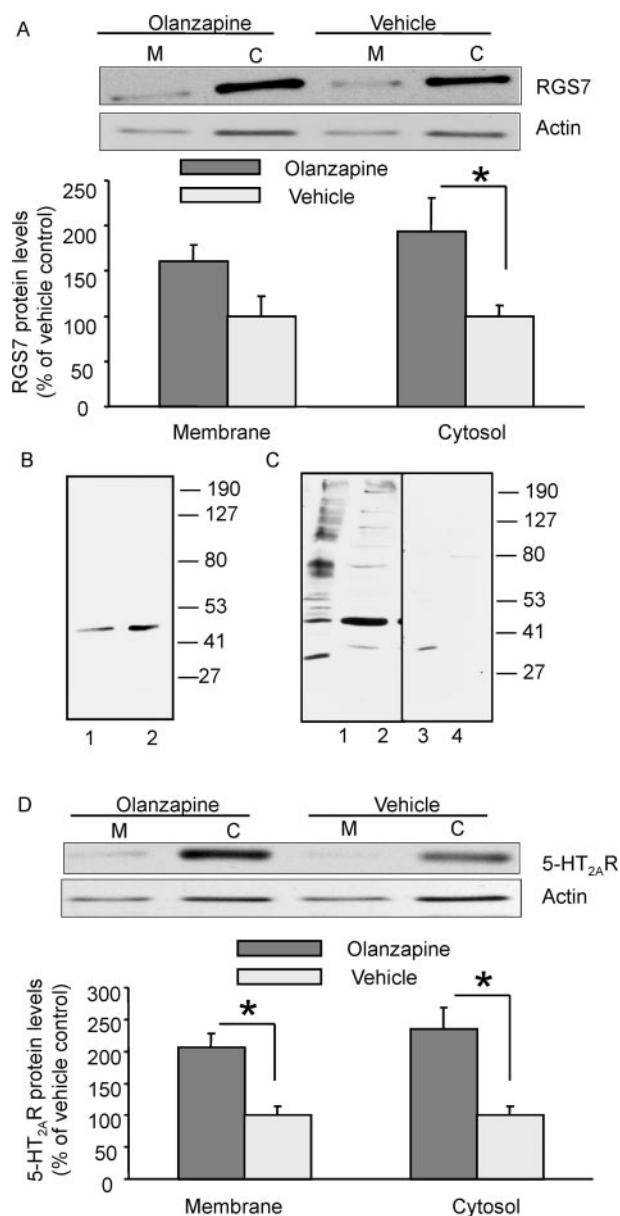 A
Olanzapine Vehicle
M C M C
RGS7
Actin
Olanzapine
Vehicle
RGS7 protein levels
(% of vehicle control)
250
200
150
100
50
0
*
Membrane Cytosol
B
190
127
80
53
41
27
1 2
C
190
127
80
53
41
27
1 2 3 4
D
Olanzapine Vehicle
M C M C
5-HT2AR
Actin
Olanzapine
Vehicle
5-HT2AR protein levels
(% of vehicle control)
300
250
200
150
100
50
0
* *
Membrane Cytosol